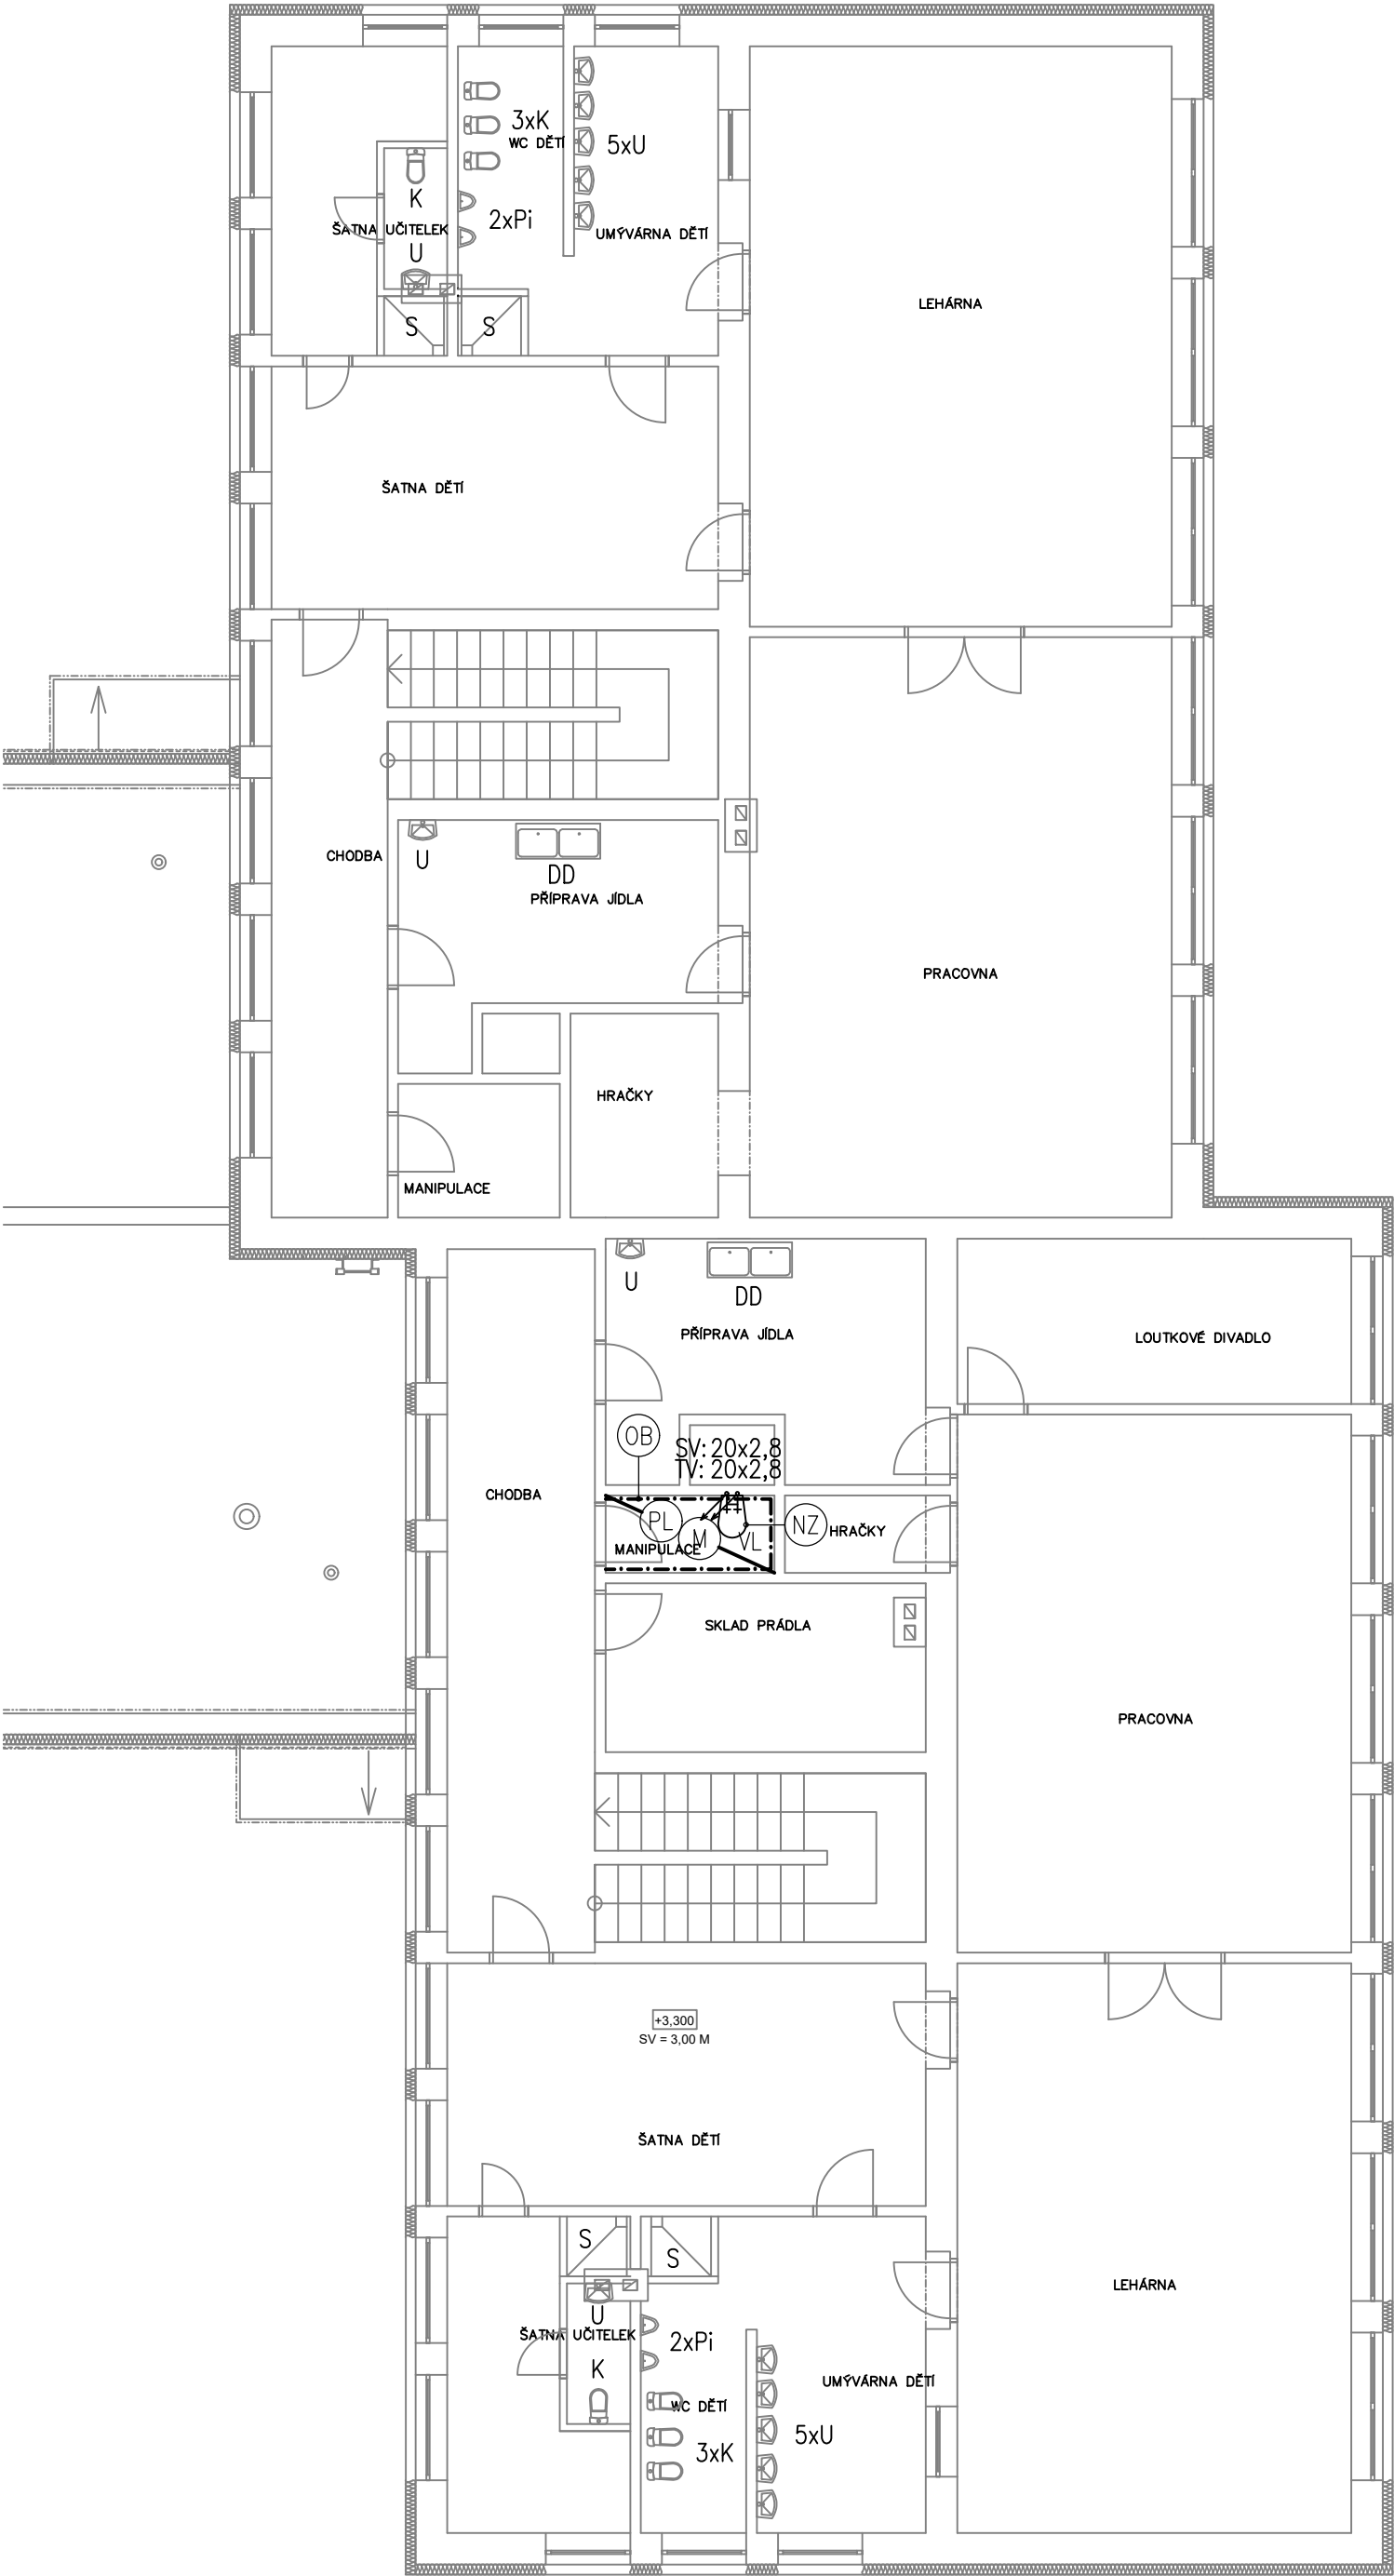 3xK
WC DĚTÍ
5xU
K
2xPi
ŠATNA UČITELEK
UMÝVÁRNA DĚTÍ
U
LEHÁRNA
S
S
ŠATNA DĚTÍ
CHODBA
U
DD
PŘÍPRAVA JÍDLA
PRACOVNA
HRAČKY
MANIPULACE
U
DD
PŘÍPRAVA JÍDLA
LOUTKOVÉ DIVADLO
OB
SV: 20x2,8
TV: 20x2,8
CHODBA
PL
M
VL
NZ
HRAČKY
MANIPULACE
SKLAD PRÁDLA
PRACOVNA
+3,300
SV = 3,00 M
ŠATNA DĚTÍ
S
S
LEHÁRNA
U
ŠATNA UČITELEK
2xPi
K
UMÝVÁRNA DĚTÍ
WC DĚTÍ
5xU
3xK